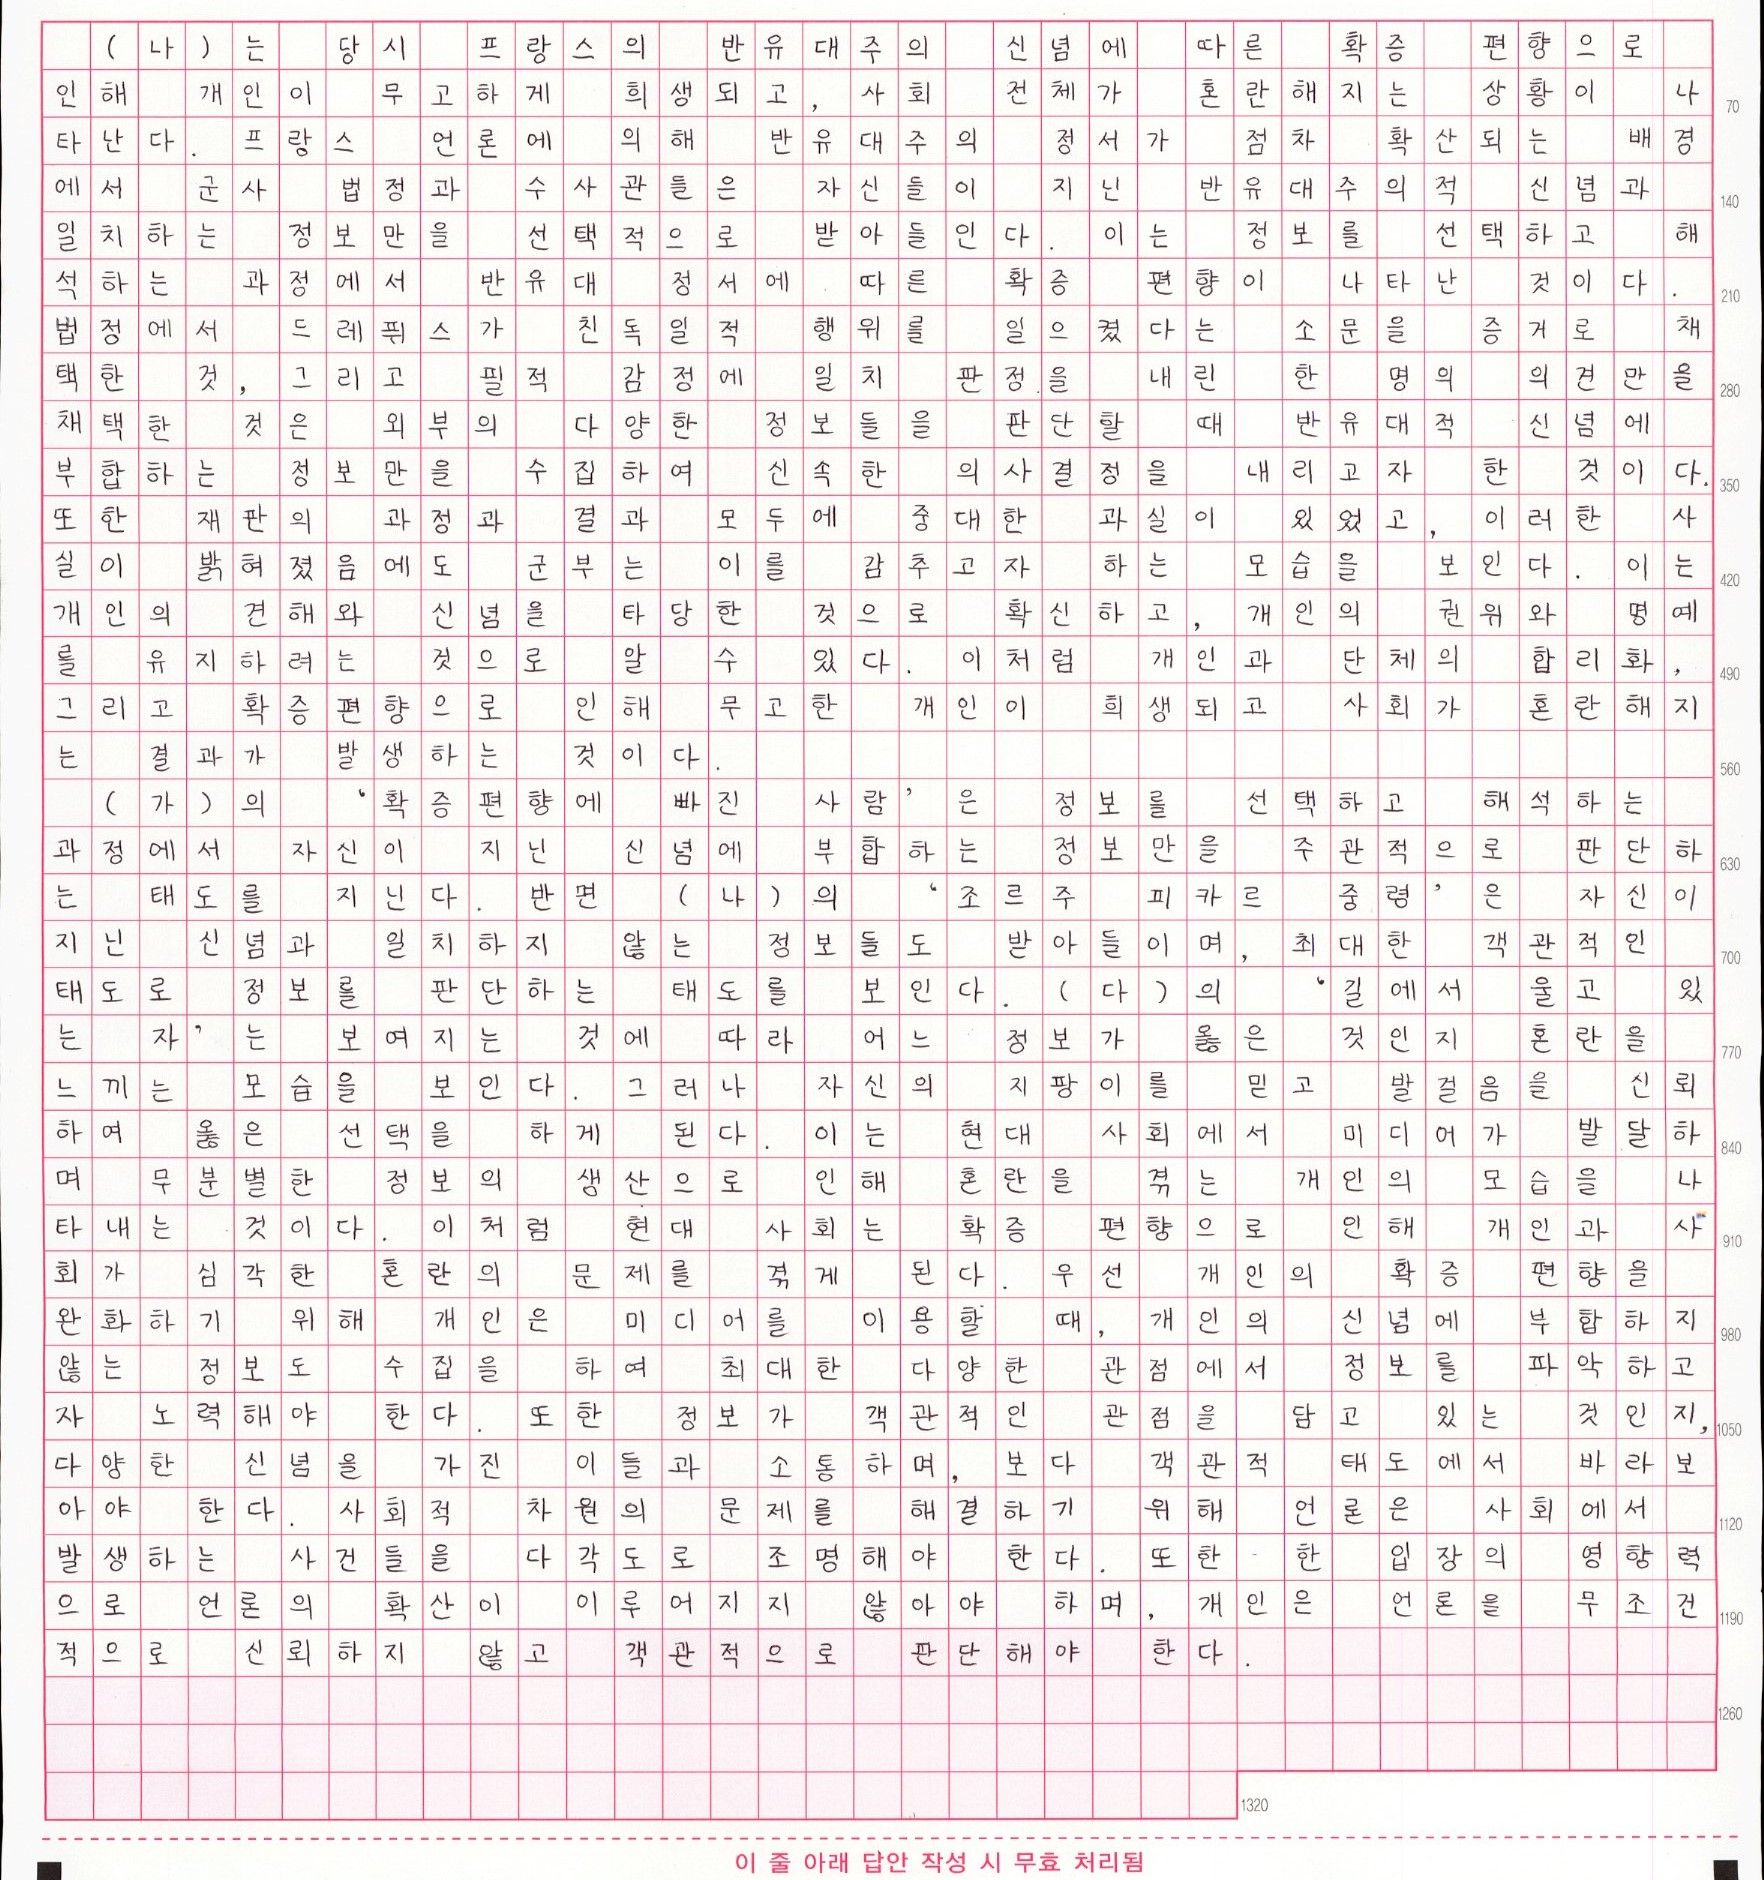 (나)는 당시 프랑스의 반유대주의 신념에 따른 확증 편향으로
인해 개인이 무고하게 희생되고, 사회 전체가 혼란해지는 상황이 나
70
타난다. 프랑스 언론에 의해 반유대주의 정서가 점차 확산되는 배경
에서 군사 법정과 수사관들은 자신들이 지닌 반유대주의적 신념과
140
일치하는 정보만을 선택적으로 받아들인다. 이는 정보를 선택하고 해
석하는 과정에서 반유대 정서에 따른 확증 편향이 나타난 것이다.
210
법정에서 드레퓌스가 친독일적 행위를 일으켰다는 소문을 증거로 채
택한 것, 그리고 필적 감정에 일치 판정을 내린 한 명의 의견만을
280
채택한 것은 외부의 다양한 정보들을 판단할 때 반유대적 신념에
부합하는 정보만을 수집하여 신속한 의사결정을 내리고자 한 것이다.
350
또한 재판의 과정과 결과 모두에 중대한 과실이 있었고, 이러한 사
실이 밝혀졌음에도 군부는 이를 감추고자 하는 모습을 보인다. 이는
420
개인의 견해와 신념을 타당한 것으로 확신하고, 개인의 권위와 명예
를 유지하려는 것으로 알 수 있다. 이처럼 개인과 단체의 합리화,
490
그리고 확증편향으로 인해 무고한 개인이 희생되고 사회가 혼란해지
는 결과가 발생하는 것이다.
560
(가)의 '확증편향에 빠진 사람'은 정보를 선택하고 해석하는
과정에서 자신이 지닌 신념에 부합하는 정보만을 주관적으로 판단하
630
는 태도를 지닌다. 반면 (나)의 '조르주 피카르 중령'은 자신이
지닌 신념과 일치하지 않는 정보들도 받아들이며, 최대한 객관적인
700
태도로 정보를 판단하는 태도를 보인다. (다)의 '길에서 울고 있
는 자'는 보여지는 것에 따라 어느 정보가 옳은 것인지 혼란을
770
느끼는 모습을 보인다. 그러나 자신의 지팡이를 믿고 발걸음을 신뢰
하여 옳은 선택을 하게 된다. 이는 현대 사회에서 미디어가 발달하
840
며 무분별한 정보의 생산으로 인해 혼란을 겪는 개인의 모습을 나
타내는 것이다. 이처럼 현대 사회는 확증 편향으로 인해 개인과 사
910
회가 심각한 혼란의 문제를 겪게 된다. 우선 개인의 확증 편향을
완화하기 위해 개인은 미디어를 이용할 때, 개인의 신념에 부합하지
980
않는 정보도 수집을 하여 최대한 다양한 관점에서 정보를 파악하고
자 노력해야 한다. 또한 정보가 객관적인 관점을 담고 있는 것인지,
1050
다양한 신념을 가진 이들과 소통하며, 보다 객관적 태도에서 바라보
아야 한다. 사회적 차원의 문제를 해결하기 위해 언론은 사회에서
1120
발생하는 사건들을 다각도로 조명해야 한다. 또한 한 입장의 영향력
으로 언론의 확산이 이루어지지 않아야 하며, 개인은 언론을 무조건
1190
적으로 신뢰하지 않고 객관적으로 판단해야 한다.
1260
1320
이 줄 아래 답안 작성 시 무효 처리됨